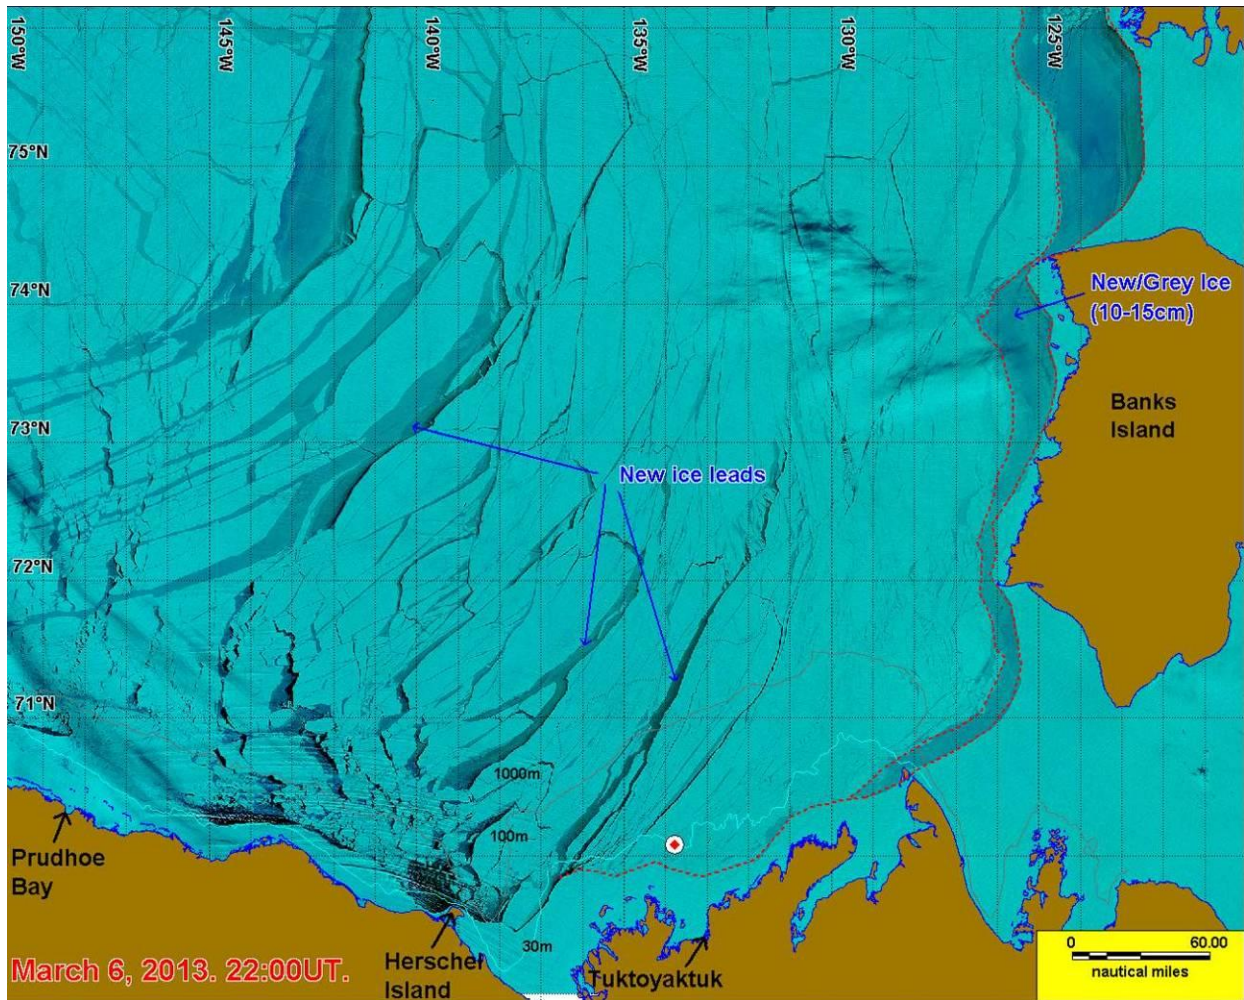 150°W
145°W
140°W
135°W
130°W
125°W
75°N
74°N
New/Grey Ice
(10-15cm)
Banks
Island
73°N
New ice leads
72°N
71°N
1000m
100m
Prudhoe
Bay
30m
March 6, 2013. 22:00UT.
Herschel
Island
Tuktoyaktuk
0 60.00
nautical miles